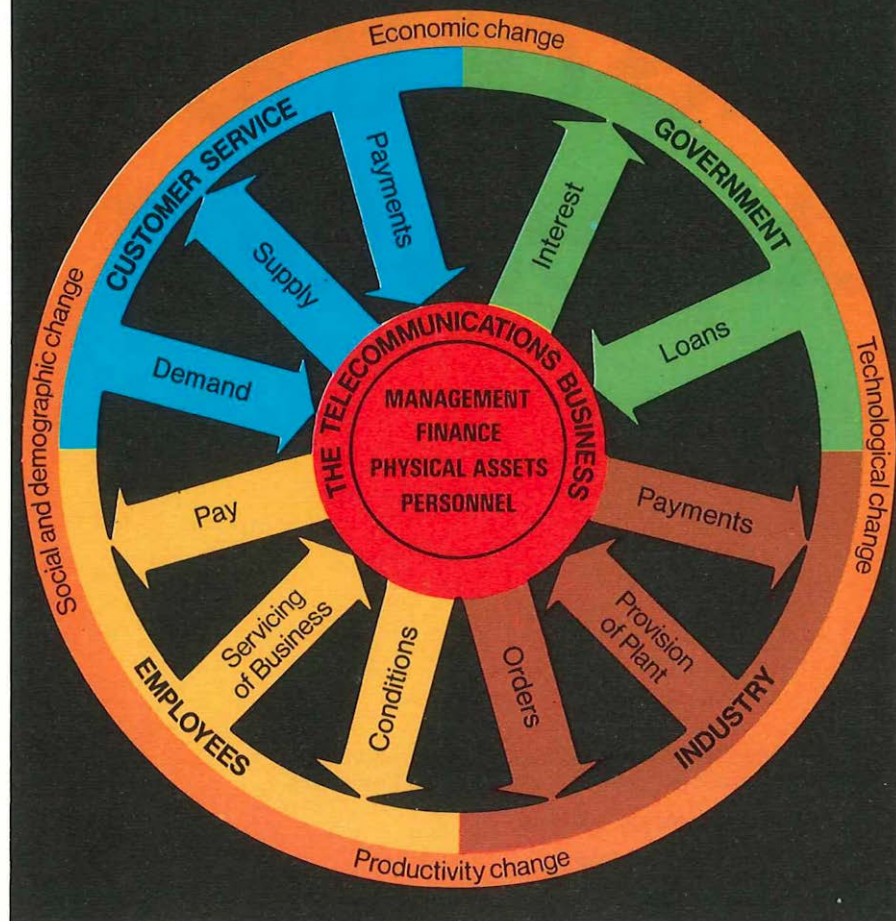 Economic change
CUSTOMER SERVICE
GOVERNMENT
Payments
Interest
Supply
Loans
Demand
Social and demographic change
Technological change
THE TELECOMMUNICATIONS BUSINESS
MANAGEMENT
FINANCE
PHYSICAL ASSETS
PERSONNEL
Pay
Payments
Servicing
of Business
Provision
of Plant
Conditions
Orders
EMPLOYEES
INDUSTRY
Productivity change